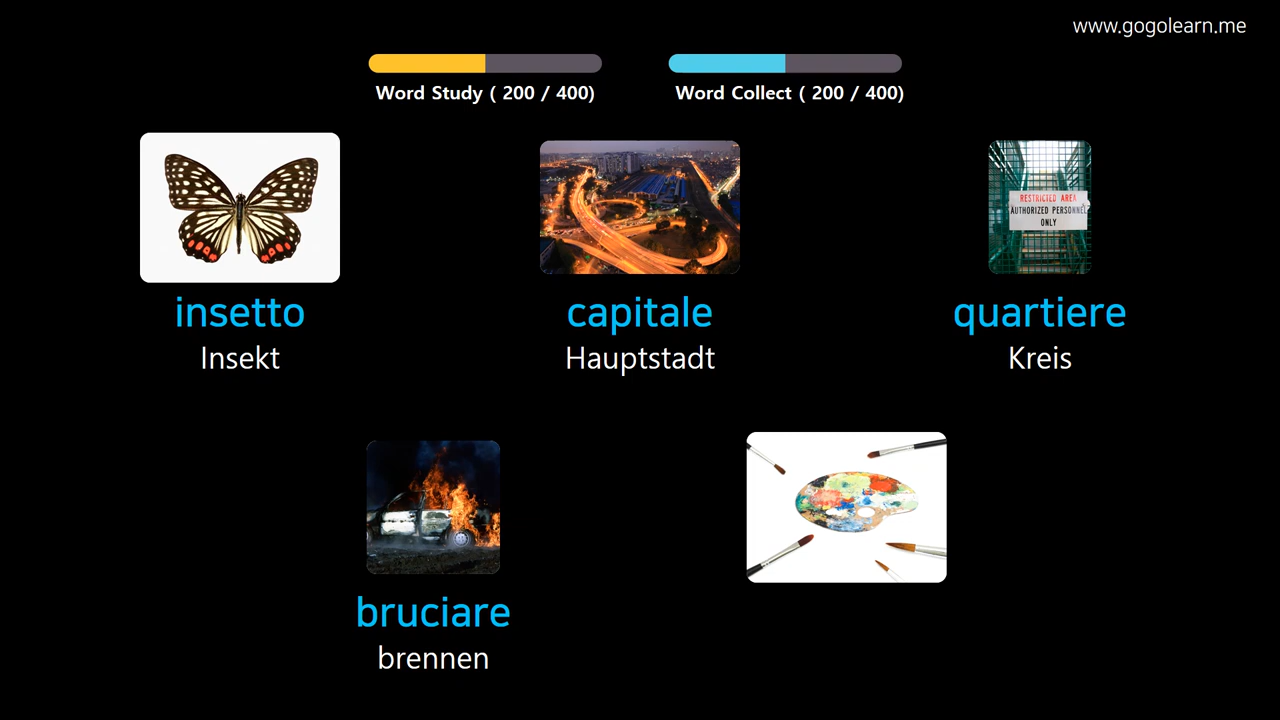 www.gogolearn.me
Word Study ( 200 / 400)
Word Collect ( 200 / 400)
RESTRICTED AREA
AUTHORIZED PERSONNEL
ONLY
insetto
Insekt
capitale
Hauptstadt
quartiere
Kreis
bruciare
brennen